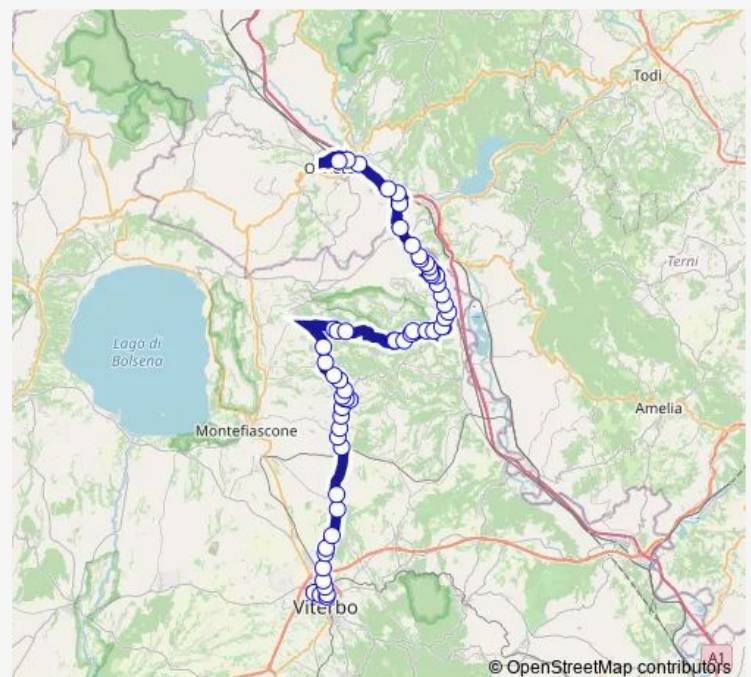 Todi
Terni
Lago di
Bolsena
Amelia
Montefiascone
Viterbo
A1
© OpenStreetMap contributors